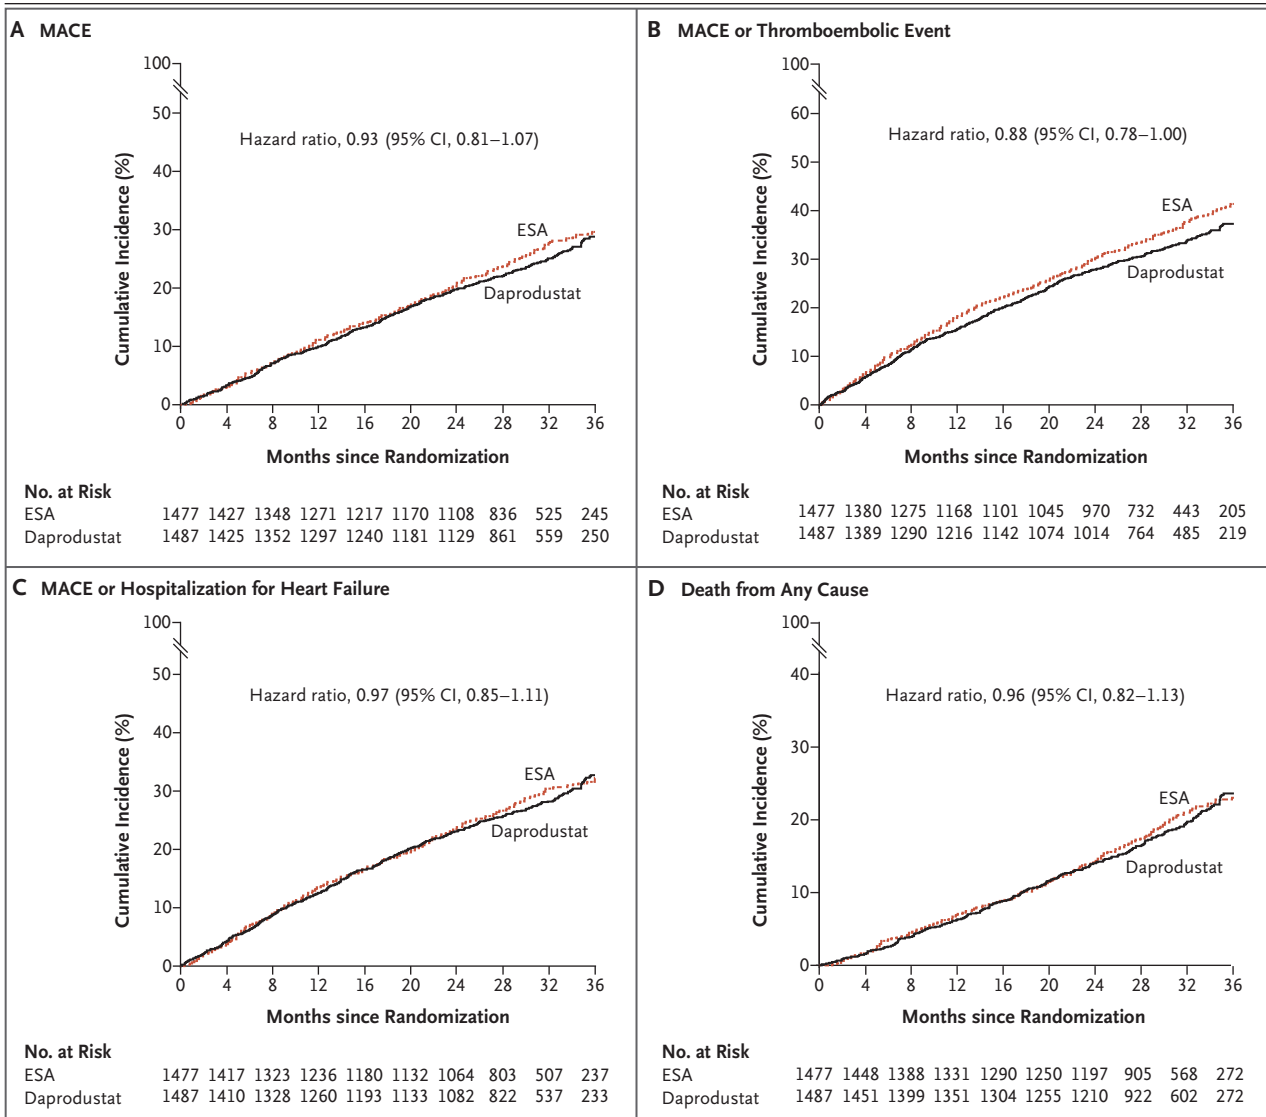 A MACE
100
50
40
30
20
10
0
Cumulative Incidence (%)
Hazard ratio, 0.93 (95% CI, 0.81–1.07)
ESA
Daprodustat
0 4 8 12 16 20 24 28 32 36
Months since Randomization
No. at Risk
ESA 1477 1427 1348 1271 1217 1170 1108 836 525 245
Daprodustat 1487 1425 1352 1297 1240 1181 1129 861 559 250
B MACE or Thromboembolic Event
100
60
50
40
30
20
10
0
Cumulative Incidence (%)
Hazard ratio, 0.88 (95% CI, 0.78–1.00)
ESA
Daprodustat
0 4 8 12 16 20 24 28 32 36
Months since Randomization
No. at Risk
ESA 1477 1380 1275 1168 1101 1045 970 732 443 205
Daprodustat 1487 1389 1290 1216 1142 1074 1014 764 485 219
C MACE or Hospitalization for Heart Failure
100
50
40
30
20
10
0
Cumulative Incidence (%)
Hazard ratio, 0.97 (95% CI, 0.85–1.11)
ESA
Daprodustat
0 4 8 12 16 20 24 28 32 36
Months since Randomization
No. at Risk
ESA 1477 1417 1323 1236 1180 1132 1064 803 507 237
Daprodustat 1487 1410 1328 1260 1193 1133 1082 822 537 233
D Death from Any Cause
100
40
30
20
10
0
Cumulative Incidence (%)
Hazard ratio, 0.96 (95% CI, 0.82–1.13)
ESA
Daprodustat
0 4 8 12 16 20 24 28 32 36
Months since Randomization
No. at Risk
ESA 1477 1448 1388 1331 1290 1250 1197 905 568 272
Daprodustat 1487 1451 1399 1351 1304 1255 1210 922 602 272